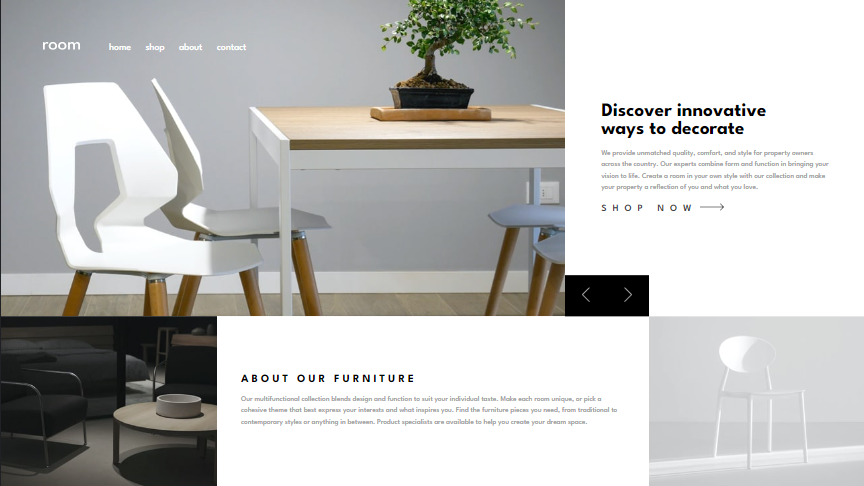 room
home shop about contact
Discover innovative
ways to decorate
We provide unmatched quality, comfort, and style for property owners
across the country. Our experts combine form and function in bringing your
vision to life. Create a room in your own style with our collection and make
your property a reflection of you and what you love.
SHOP NOW
ABOUT OUR FURNITURE
Our multifunctional collection blends design and function to suit your individual taste. Make each room unique, or pick a
cohesive theme that best express your interests and what inspires you. Find the furniture pieces you need, from traditional to
contemporary styles or anything in between. Product specialists are available to help you create your dream space.